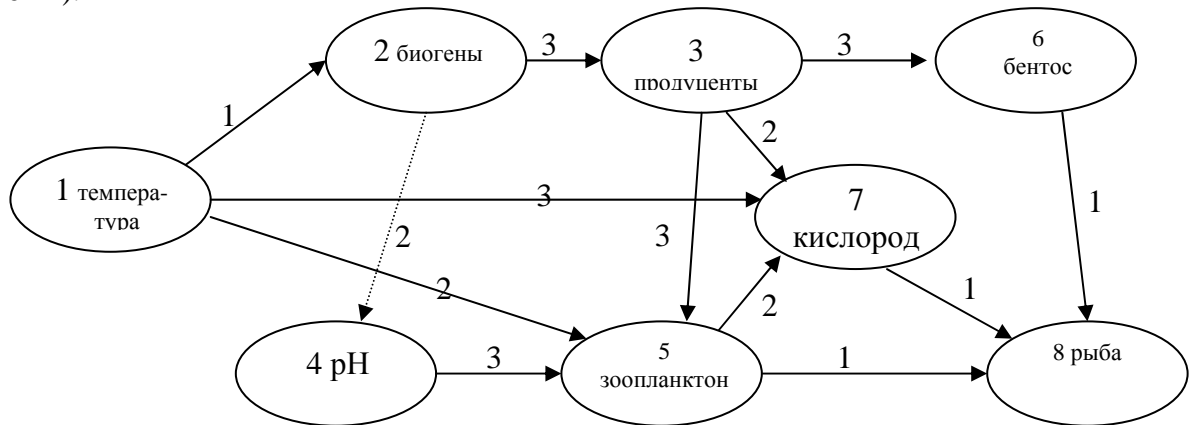 2 биогены
3
3
продуценты
3
6
бентос
1
2
1 темпера-
тура
3
7
кислород
2
3
1
2
2
1
4 pH
3
5
зоопланктон
1
8 рыба